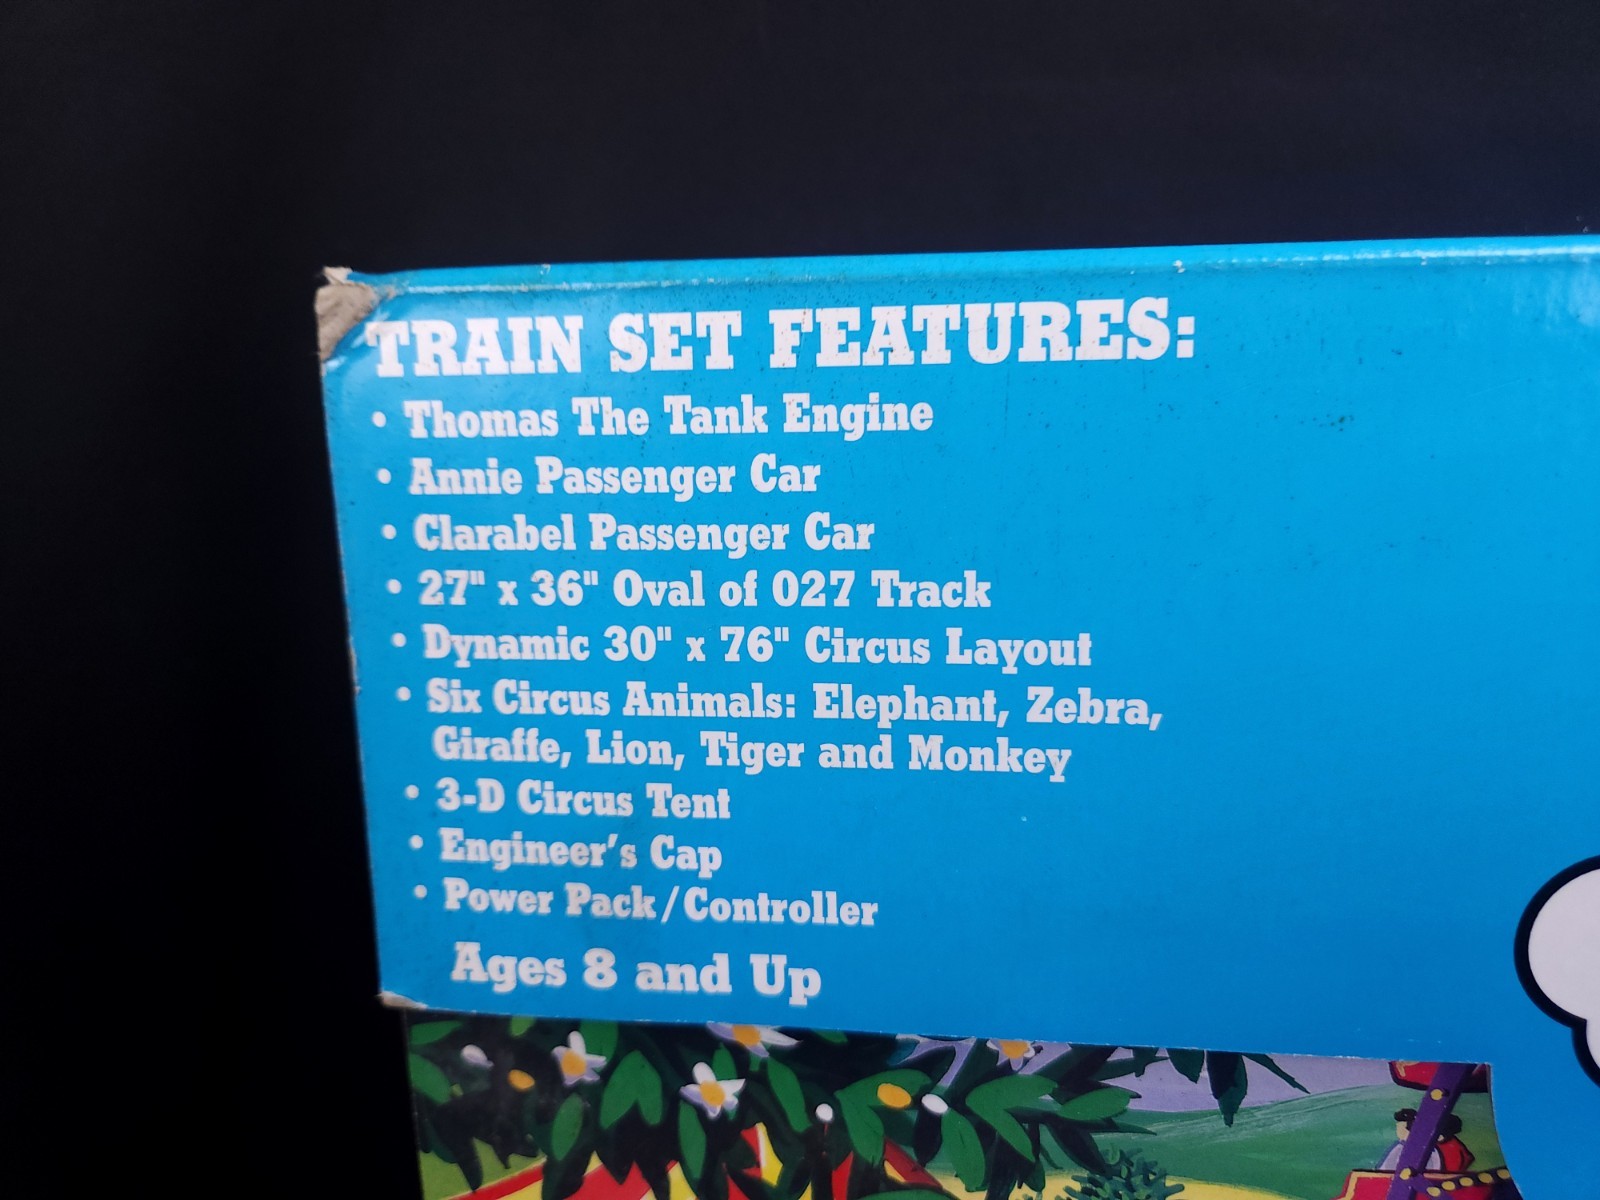 TRAIN SET FEATURES:
• Thomas The Tank Engine
• Annie Passenger Car
• Clarabel Passenger Car
• 27" x 36" Oval of 027 Track
• Dynamic 30" x 76" Circus Layout
• Six Circus Animals: Elephant, Zebra,
Giraffe, Lion, Tiger and Monkey
• 3-D Circus Tent
• Engineer's Cap
• Power Pack/Controller
Ages 8 and Up